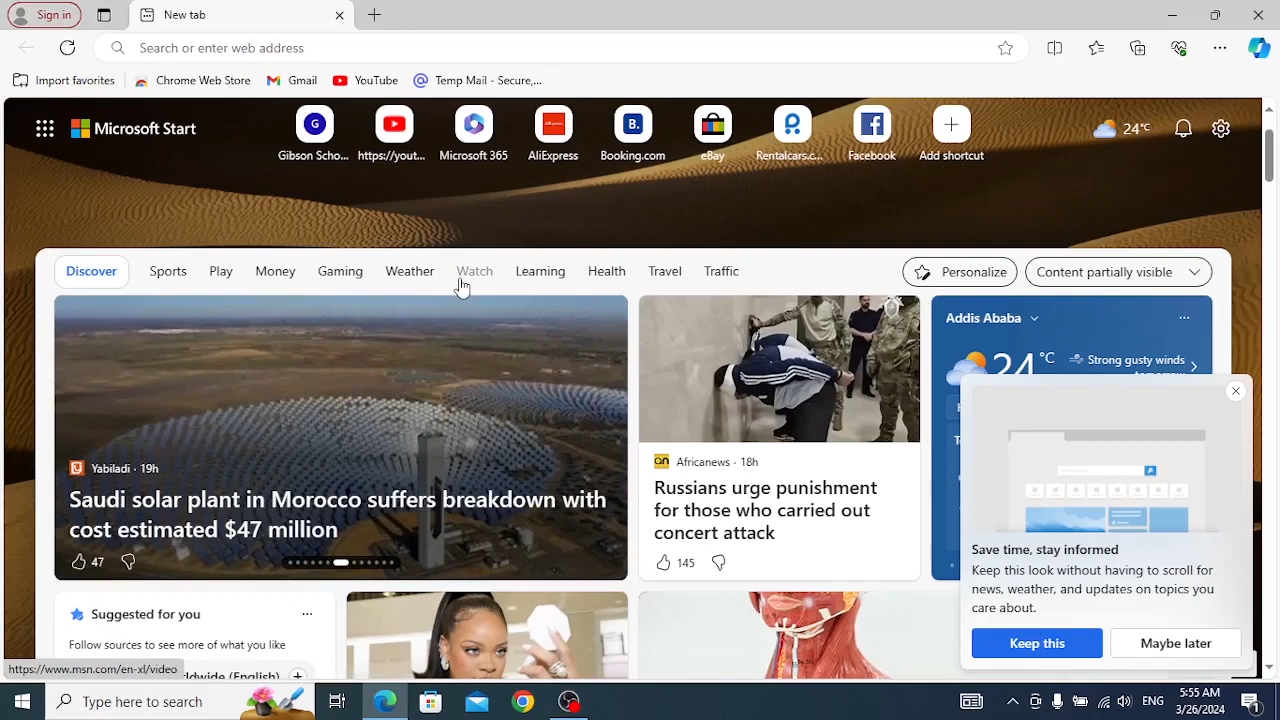 Sign in
New tab
Search or enter web address
Import favorites
Chrome Web Store
Gmail
YouTube
Temp Mail - Secure,...
Microsoft Start
G
Gibson Scho...
https://yout...
Microsoft 365
AliExpress
B.
Booking.com
eBay
Rentalcars.c...
Facebook
Add shortcut
24°C
Discover
Sports
Play
Money
Gaming
Weather
Watch
Learning
Health
Travel
Traffic
Personalize
Content partially visible
Yabiladi · 19h
Saudi solar plant in Morocco suffers breakdown with
cost estimated $47 million
47
an Africanews · 18h
Russians urge punishment
for those who carried out
concert attack
145
Addis Ababa
24 °C
Strong gusty winds
Save time, stay informed
Keep this look without having to scroll for
news, weather, and updates on topics you
care about.
Keep this
Maybe later
Suggested for you
Follow sources to see more of what you like
https://www.msn.com/en-xl/video
ldwide (English)
Type here to search
ENG
5:55 AM
3/26/2024
1